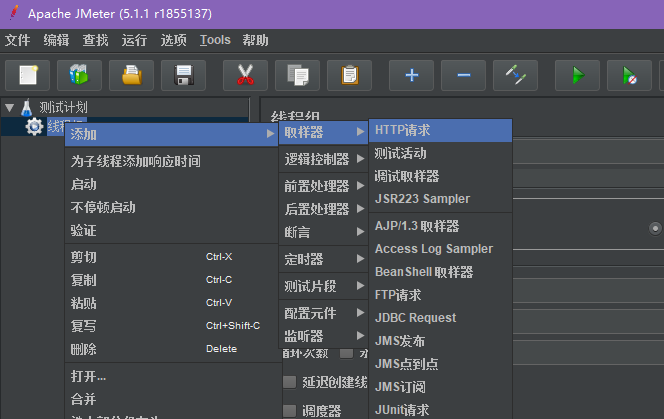 Apache JMeter (5.1.1 r1855137)
文件 编辑 查找 运行 选项 Tools 帮助
测试计划
线程组
添加
为子线程添加响应时间
启动
不停顿启动
验证
剪切 Ctrl-X
复制 Ctrl-C
粘贴 Ctrl-V
复写 Ctrl+Shift-C
删除 Delete
打开...
合并
取样器
逻辑控制器
前置处理器
后置处理器
断言
定时器
测试片段
配置元件
监听器
HTTP请求
测试活动
调试取样器
JSR223 Sampler
AJP/1.3 取样器
Access Log Sampler
BeanShell 取样器
FTP请求
JDBC Request
JMS发布
JMS点到点
JMS订阅
JUnit请求
循环次数
延迟创建线
调度器